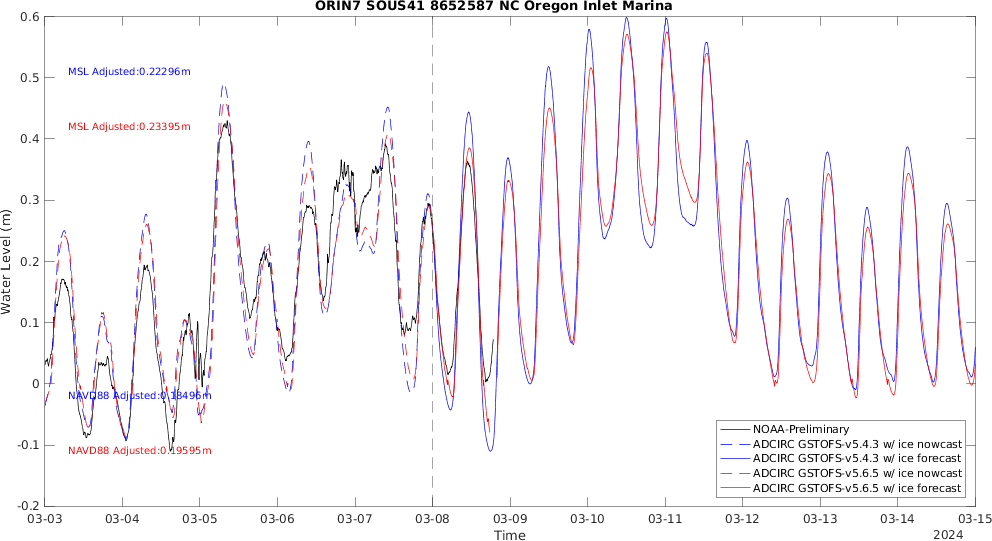 ORIN7 SOUS41 8652587 NC Oregon Inlet Marina
0.6
0.5
0.4
0.3
0.2
0.1
0
-0.1
-0.2
Water Level (m)
MSL Adjusted:0.22296m
MSL Adjusted:0.23395m
NAVD88 Adjusted:0.18496m
NAVD88 Adjusted:0.19595m
NOAA-Preliminary
ADCIRC GSTOFS-v5.4.3 w/ ice nowcast
ADCIRC GSTOFS-v5.4.3 w/ ice forecast
ADCIRC GSTOFS-v5.6.5 w/ ice nowcast
ADCIRC GSTOFS-v5.6.5 w/ ice forecast
03-03 03-04 03-05 03-06 03-07 03-08 03-09 03-10 03-11 03-12 03-13 03-14 03-15
Time
2024